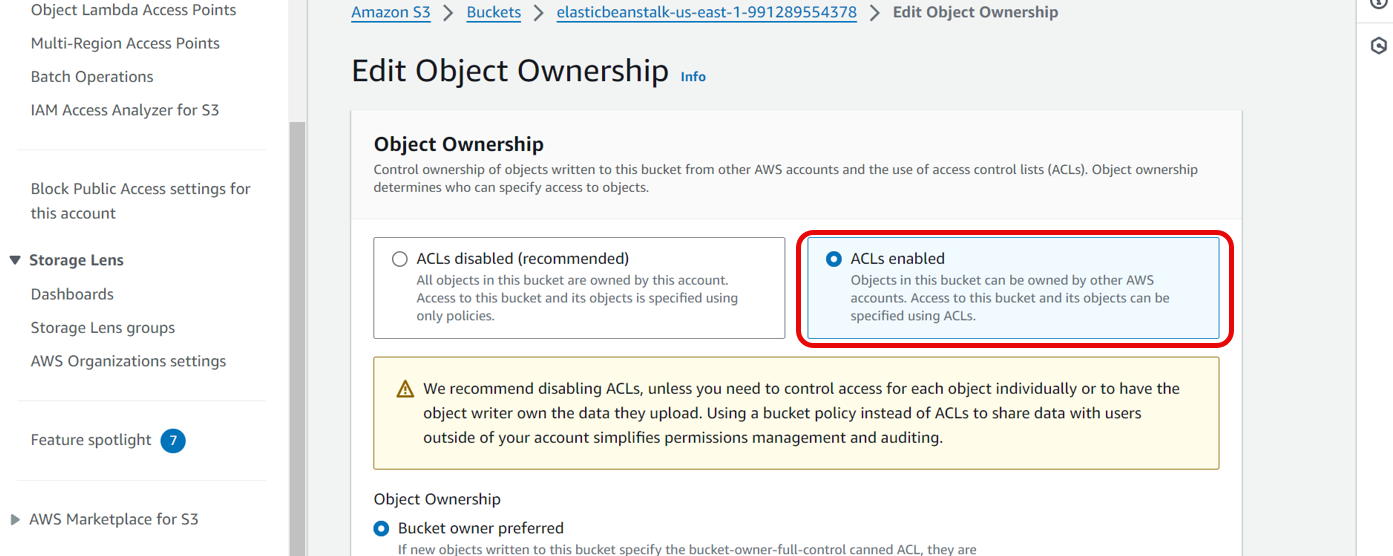 Object Lambda Access Points
Multi-Region Access Points
Batch Operations
IAM Access Analyzer for S3
Block Public Access settings for
this account
Storage Lens
Dashboards
Storage Lens groups
AWS Organizations settings
Feature spotlight 7
AWS Marketplace for S3
Amazon S3 > Buckets > elasticbeanstalk-us-east-1-991289554378 > Edit Object Ownership
Edit Object Ownership Info
Object Ownership
Control ownership of objects written to this bucket from other AWS accounts and the use of access control lists (ACLs). Object ownership
determines who can specify access to objects.
ACLs disabled (recommended)
All objects in this bucket are owned by this account.
Access to this bucket and its objects is specified using
only policies.
ACLs enabled
Objects in this bucket can be owned by other AWS
accounts. Access to this bucket and its objects can be
specified using ACLs.
We recommend disabling ACLs, unless you need to control access for each object individually or to have the
object writer own the data they upload. Using a bucket policy instead of ACLs to share data with users
outside of your account simplifies permissions management and auditing.
Object Ownership
Bucket owner preferred
If new objects written to this bucket specify the bucket-owner-full-control canned ACL, they are